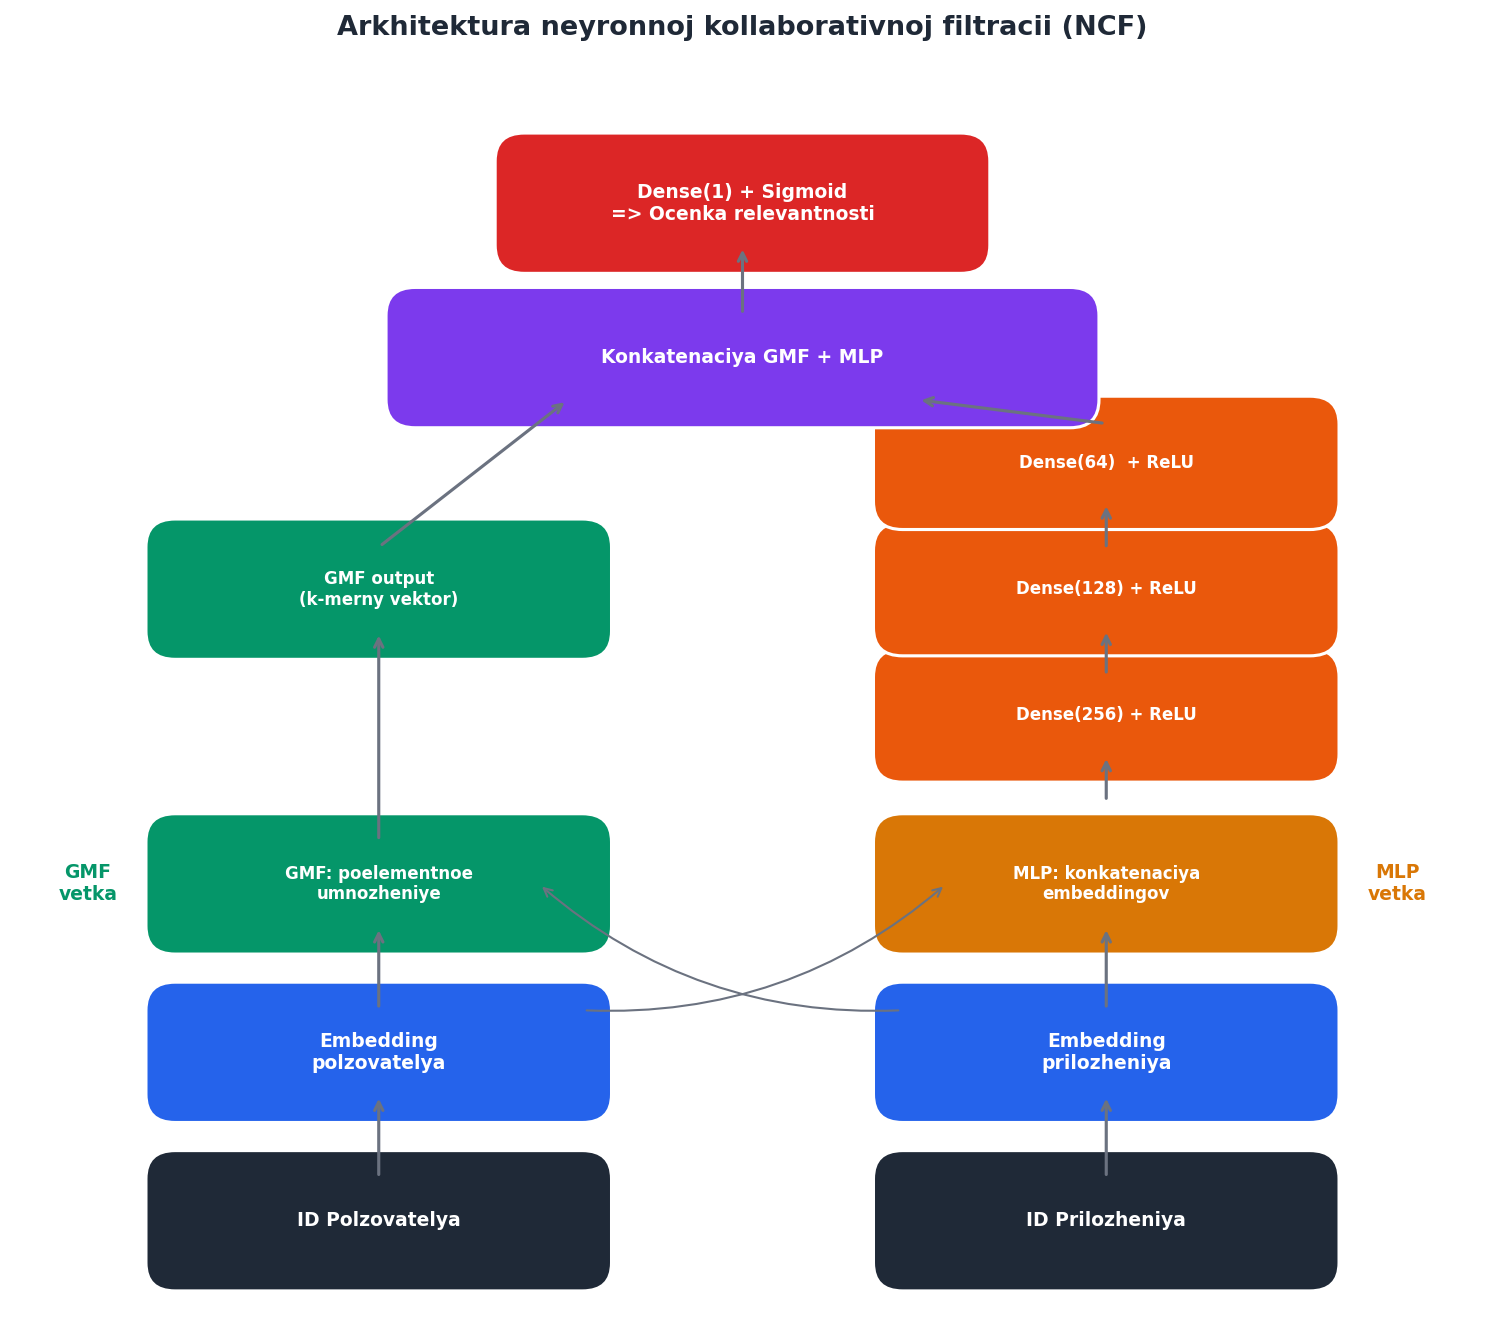 Arkhitektura neyronnoj kollaborativnoj filtracii (NCF)
Dense(1) + Sigmoid
=> Ocenka relevantnosti
Konkatenaciya GMF + MLP
Dense(64)  + ReLU
GMF output
(k-merny vektor)
Dense(128) + ReLU
Dense(256) + ReLU
GMF
vetka
GMF: poelementnoe
umnozheniye
MLP: konkatenaciya
embeddingov
MLP
vetka
Embedding
polzovatelya
Embedding
prilozheniya
ID Polzovatelya
ID Prilozheniya